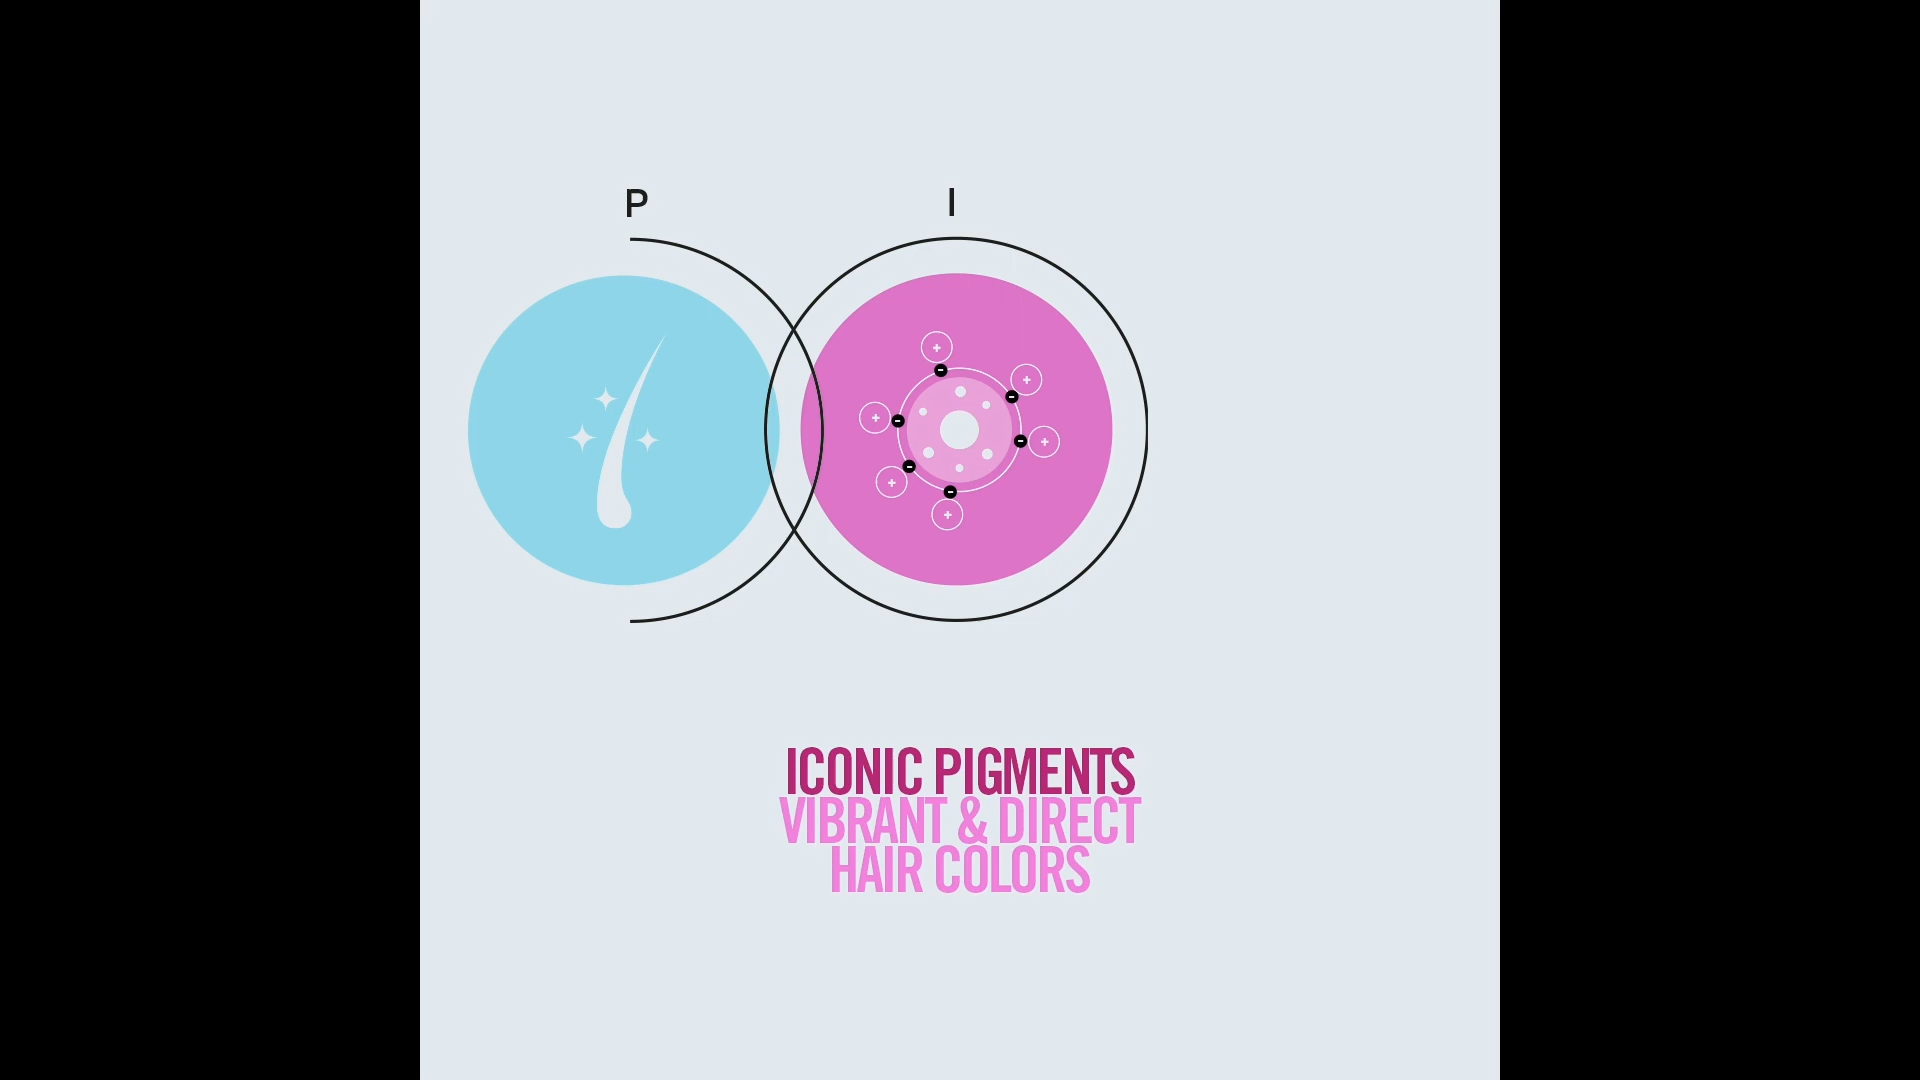 P
I
ICONIC PIGMENTS
VIBRANT & DIRECT
HAIR COLORS